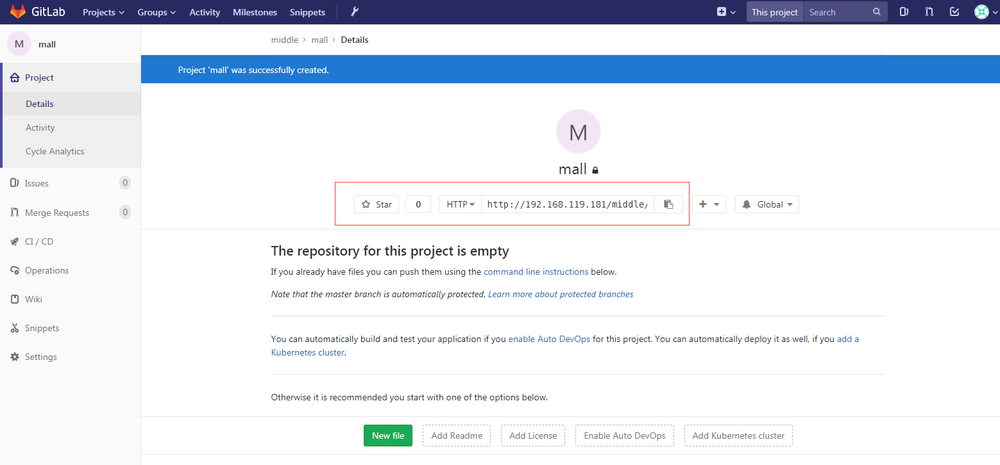 GitLab Projects Groups Activity Milestones Snippets This project Search
M mall
Project
Details
Activity
Cycle Analytics
Issues 0
Merge Requests 0
CI / CD
Operations
Wiki
Snippets
Settings
middle › mall › Details
Project 'mall' was successfully created.
M
mall
Star 0 HTTP http://192.168.119.181/middle/ Global
The repository for this project is empty
If you already have files you can push them using the command line instructions below.
Note that the master branch is automatically protected. Learn more about protected branches
You can automatically build and test your application if you enable Auto DevOps for this project. You can automatically deploy it as well, if you add a
Kubernetes cluster.
Otherwise it is recommended you start with one of the options below.
New file Add Readme Add License Enable Auto DevOps Add Kubernetes cluster